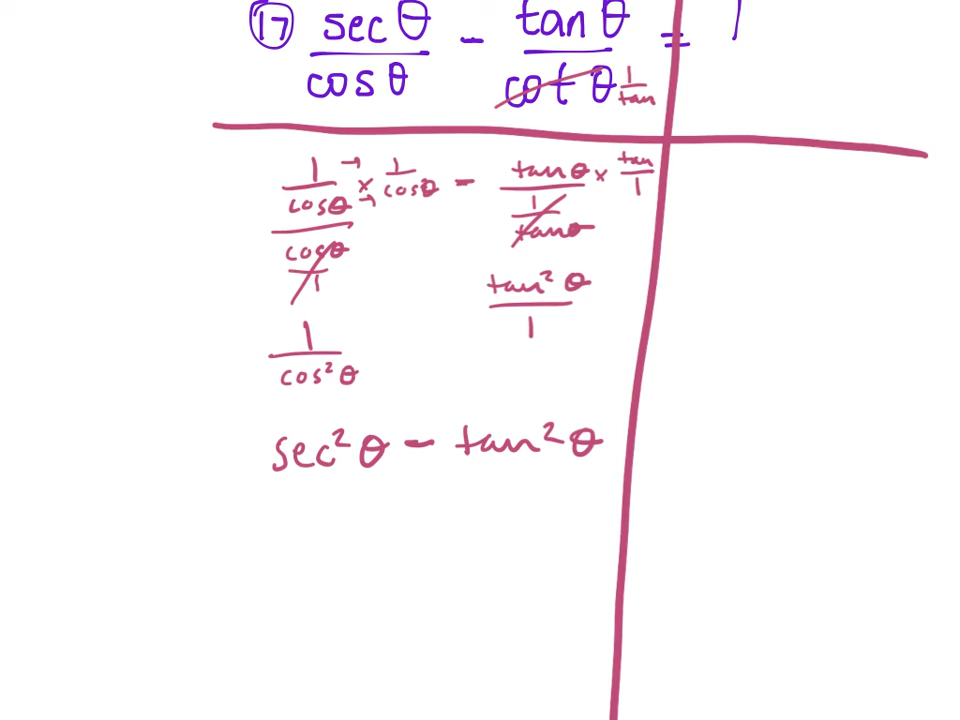 ⑰ secθ/cosθ - tanθ/cotθ = 1
1/tan
1/cosθ × 1/cosθ - tanθ × tan/1
cosθ/1 1/tanθ
tan²θ/1
1/cos²θ
sec²θ - tan²θ